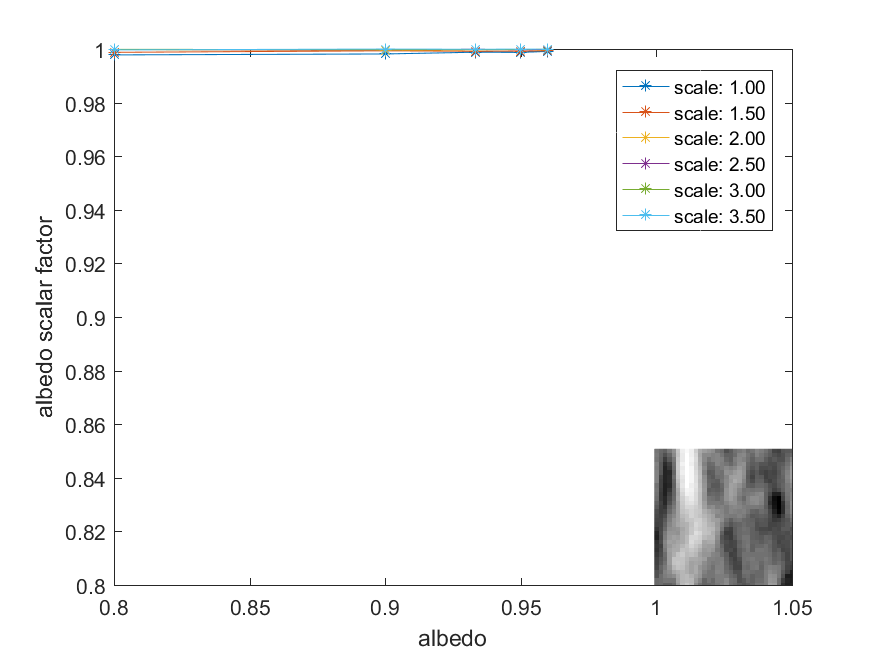 1
0.98
0.96
0.94
0.92
0.9
0.88
0.86
0.84
0.82
0.8
albedo scalar factor
scale: 1.00
scale: 1.50
scale: 2.00
scale: 2.50
scale: 3.00
scale: 3.50
0.8 0.85 0.9 0.95 1 1.05
albedo